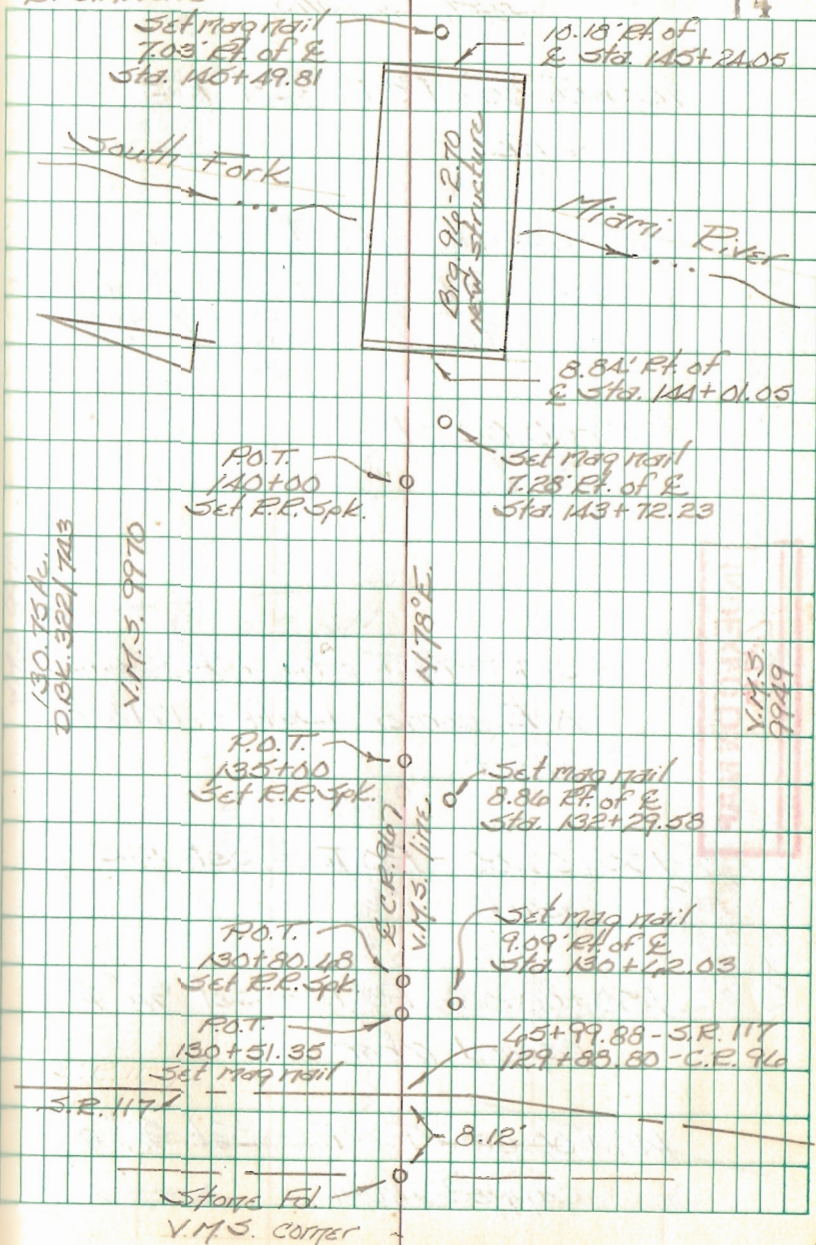 14
Set mag nail
7.03' Rt. of ℄
Sta. 146+49.81
10.18' Rt. of
℄ Sta. 145+24.05
South Fork
Brg 96-2.70
New Structure
Miami River
8.84' Rt. of
℄ Sta. 144+01.05
P.O.T.
140+00
Set R.R. Spk.
Set mag nail
7.28' Rt. of ℄
Sta. 143+72.23
130.75 Ac.
D.Bk. 322/743
V.M.S. 9970
N.78°E.
V.M.S.
9949
P.O.T.
135+00
Set R.R. Spk.
Set mag nail
8.86 Rt. of ℄
Sta. 132+29.58
℄ C.R. 96
V.M.S. line
P.O.T.
130+80.48
Set R.R. Spk.
Set mag nail
9.09' Rt. of ℄
Sta. 130+62.03
P.O.T.
130+51.35
Set mag nail
45+99.88 - S.R. 117
129+88.80 - C.R. 96
S.R. 117
8.12'
Stone Fd.
V.M.S. corner